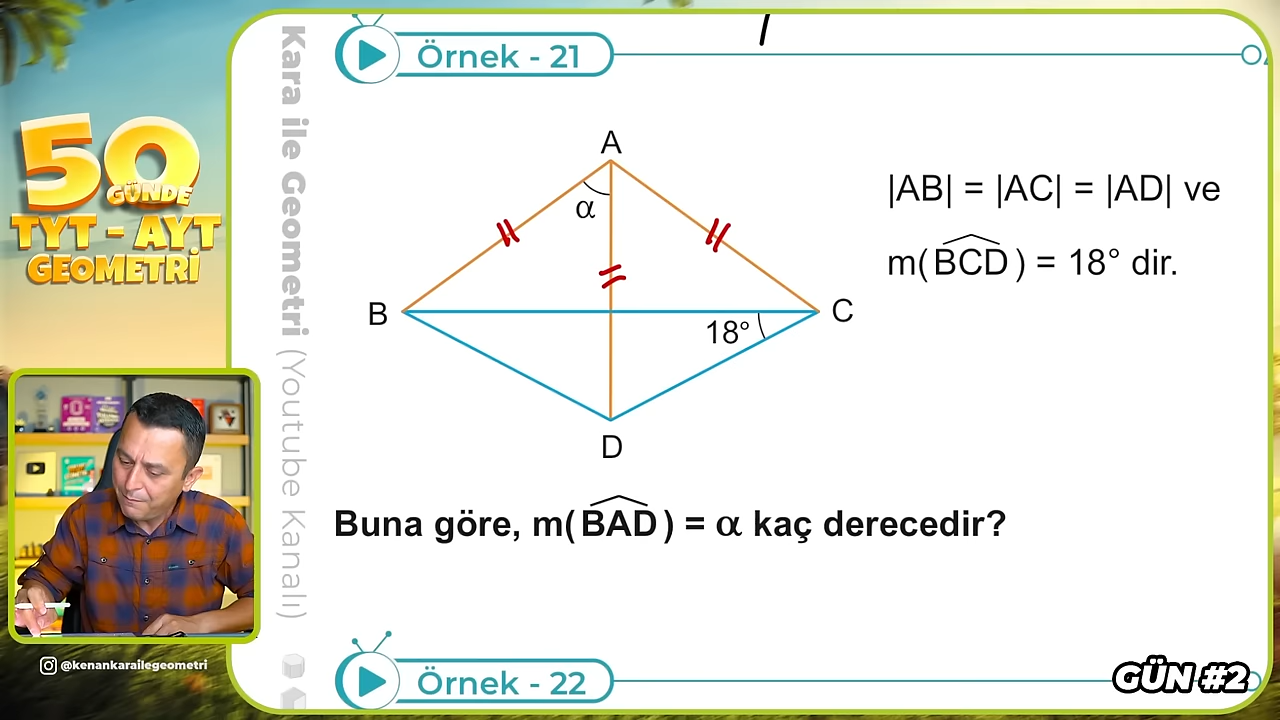 50
GÜNDE
TYT - AYT
GEOMETRİ
Kara ile Geometri (Youtube Kanalı)
Örnek - 21
A
α
B
C
18°
D
|AB| = |AC| = |AD| ve
m(BCD) = 18° dir.
Buna göre, m(BAD) = α kaç derecedir?
Örnek - 22
@kenankarailegeometri
GÜN #2